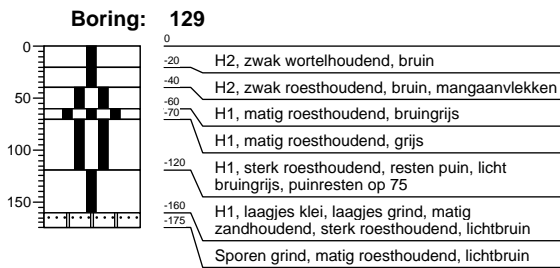 Boring: 129
0
0
-20
H2, zwak wortelhoudend, bruin
-40
H2, zwak roesthoudend, bruin, mangaanvlekken
50
-60
H1, matig roesthoudend, bruingrijs
-70
H1, matig roesthoudend, grijs
100
-120
H1, sterk roesthoudend, resten puin, licht
bruingrijs, puinresten op 75
150
-160
H1, laagjes klei, laagjes grind, matig
-175
zandhoudend, sterk roesthoudend, lichtbruin
Sporen grind, matig roesthoudend, lichtbruin